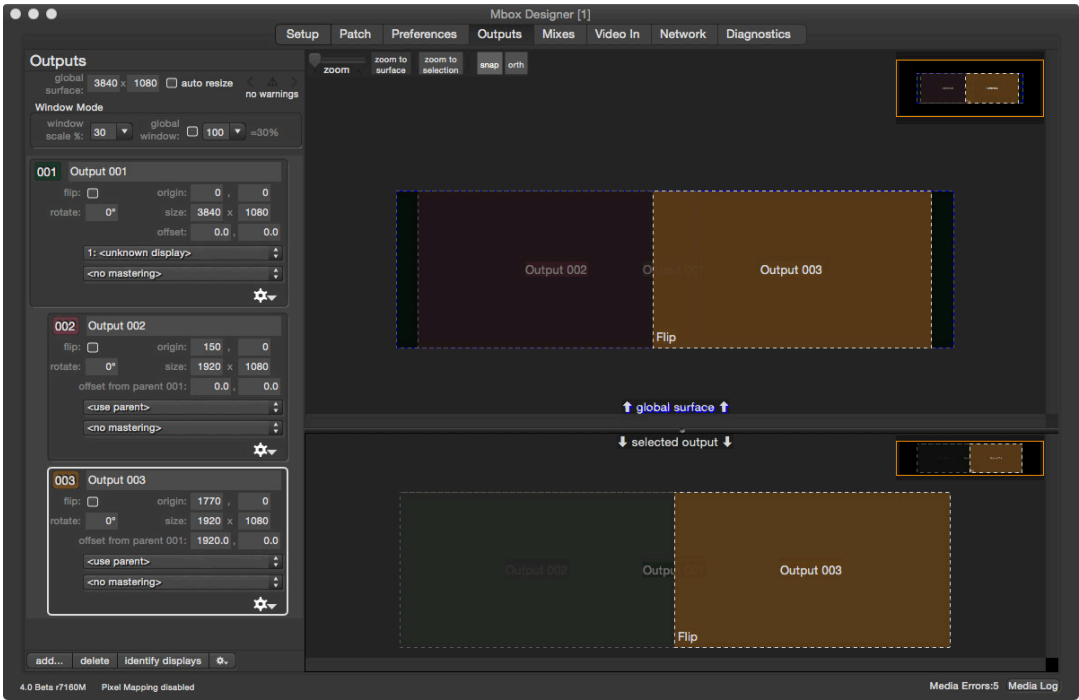 Mbox Designer [1]
Setup Patch Preferences Outputs Mixes Video In Network Diagnostics
Outputs
global surface: 3840 x 1080 auto resize
no warnings
Window Mode
window scale %: 30 global window: 100 =30%
001 Output 001
flip: origin: 0 , 0
rotate: 0° size: 3840 x 1080
offset: 0.0 , 0.0
1: <unknown display>
<no mastering>
002 Output 002
flip: origin: 150 , 0
rotate: 0° size: 1920 x 1080
offset from parent 001: 0.0 , 0.0
<use parent>
<no mastering>
003 Output 003
flip: origin: 1770 , 0
rotate: 0° size: 1920 x 1080
offset from parent 001: 1920.0 , 0.0
<use parent>
<no mastering>
add... delete identify displays
4.0 Beta r7160M Pixel Mapping disabled
zoom
zoom to surface
zoom to selection
snap orth
Output 002
Output 003
Flip
global surface
selected output
Output 002
Outpu
Output 003
Flip
Media Errors:5 Media Log